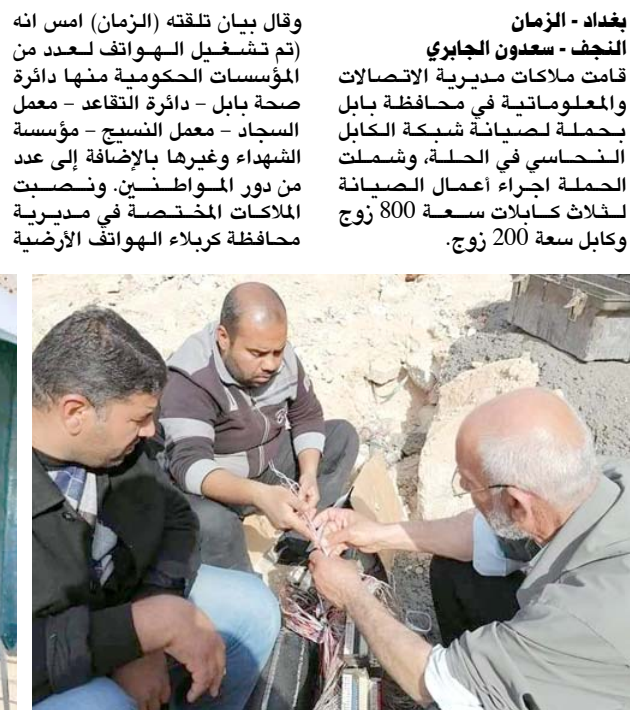 بغداد - الزمان
النجف - سعدون الجابري
قامت ملاكات مديرية الاتصالات
والمعلوماتية في محافظة بابل
بحملة لصيانة شبكة الكابل
النحاسي في الحلة، وشملت
الحملة اجراء أعمال الصيانة
لثلاث كابلات سعة 800 زوج
وكابل سعة 200 زوج.
وقال بيان تلقته (الزمان) امس انه
(تم تشغيل الهواتف لعدد من
المؤسسات الحكومية منها دائرة
صحة بابل – دائرة التقاعد – معمل
السجاد – معمل النسيج – مؤسسة
الشهداء وغيرها بالإضافة إلى عدد
من دور المواطنين. ونصبت
الملاكات المختصة في مديرية
محافظة كربلاء الهواتف الأرضية